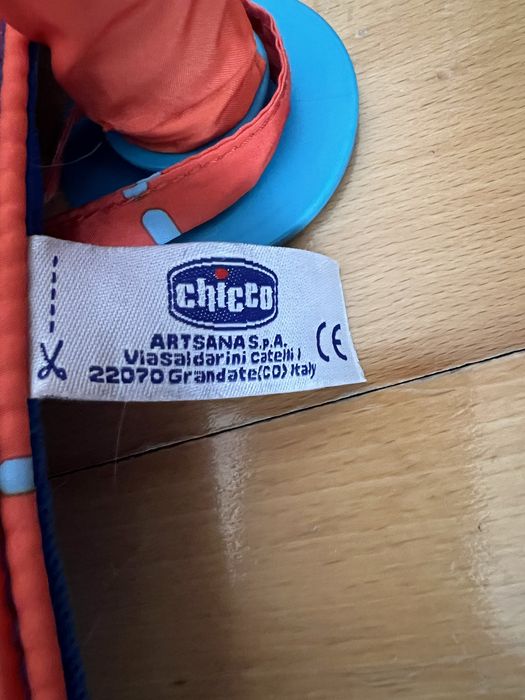 chicco
ARTSANA S.p.A.
Via Saldarini Catelli 1
22070 Grandate (CO) Italy
CE